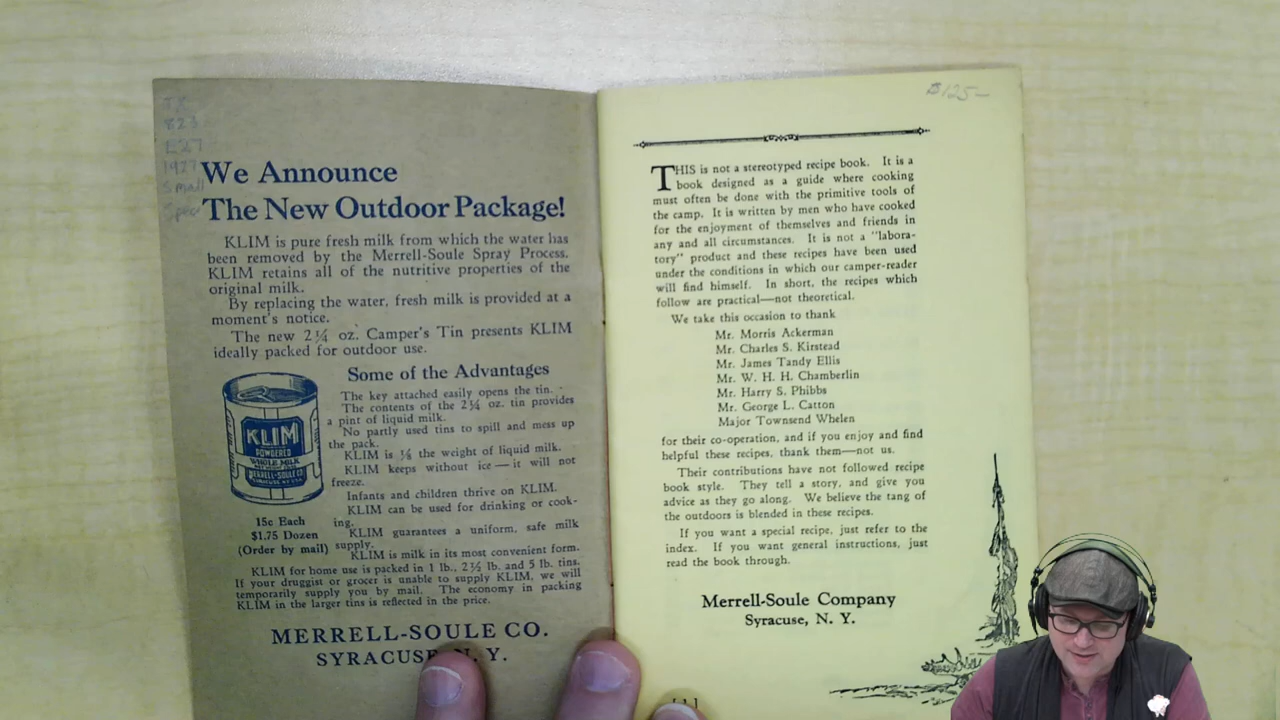 TX
823
E27
1927
Small
Spec
We Announce
The New Outdoor Package!
KLIM is pure fresh milk from which the water has
been removed by the Merrell-Soule Spray Process.
KLIM retains all of the nutritive properties of the
original milk.
By replacing the water, fresh milk is provided at a
moment's notice.
The new 2¼ oz. Camper's Tin presents KLIM
ideally packed for outdoor use.
Some of the Advantages
The key attached easily opens the tin.
The contents of the 2¼ oz. tin provides
a pint of liquid milk.
No partly used tins to spill and mess up
the pack.
KLIM is ⅛ the weight of liquid milk.
KLIM keeps without ice—it will not
freeze.
Infants and children thrive on KLIM.
KLIM can be used for drinking or cook-
ing.
KLIM guarantees a uniform, safe milk
supply.
KLIM is milk in its most convenient form.
KLIM
POWDERED
WHOLE MILK
MERRELL-SOULE CO.
SYRACUSE, N.Y. USA
15c Each
$1.75 Dozen
(Order by mail)
KLIM for home use is packed in 1 lb., 2½ lb. and 5 lb. tins.
If your druggist or grocer is unable to supply KLIM, we will
temporarily supply you by mail. The economy in packing
KLIM in the larger tins is reflected in the price.
MERRELL-SOULE CO.
SYRACUSE N. Y.
$125-
THIS is not a stereotyped recipe book. It is a
book designed as a guide where cooking
must often be done with the primitive tools of
the camp. It is written by men who have cooked
for the enjoyment of themselves and friends in
any and all circumstances. It is not a "labora-
tory" product and these recipes have been used
under the conditions in which our camper-reader
will find himself. In short, the recipes which
follow are practical—not theoretical.
We take this occasion to thank
Mr. Morris Ackerman
Mr. Charles S. Kirstead
Mr. James Tandy Ellis
Mr. W. H. H. Chamberlin
Mr. Harry S. Phibbs
Mr. George L. Catton
Major Townsend Whelen
for their co-operation, and if you enjoy and find
helpful these recipes, thank them—not us.
Their contributions have not followed recipe
book style. They tell a story, and give you
advice as they go along. We believe the tang of
the outdoors is blended in these recipes.
If you want a special recipe, just refer to the
index. If you want general instructions, just
read the book through.
Merrell-Soule Company
Syracuse, N. Y.
[1]